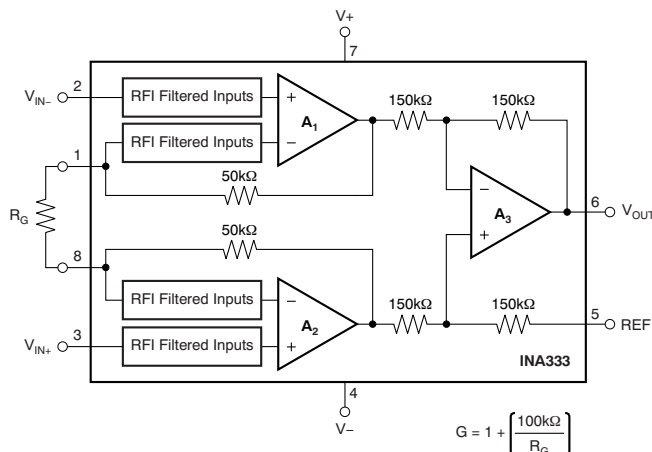 V+
7
V_IN−
2
RFI Filtered Inputs
+
A_1
150kΩ
150kΩ
RFI Filtered Inputs
−
1
50kΩ
R_G
−
A_3
6
V_OUT
+
50kΩ
8
RFI Filtered Inputs
−
A_2
150kΩ
150kΩ
5
REF
V_IN+
3
RFI Filtered Inputs
+
INA333
4
V−
G = 1 + [100kΩ / R_G]